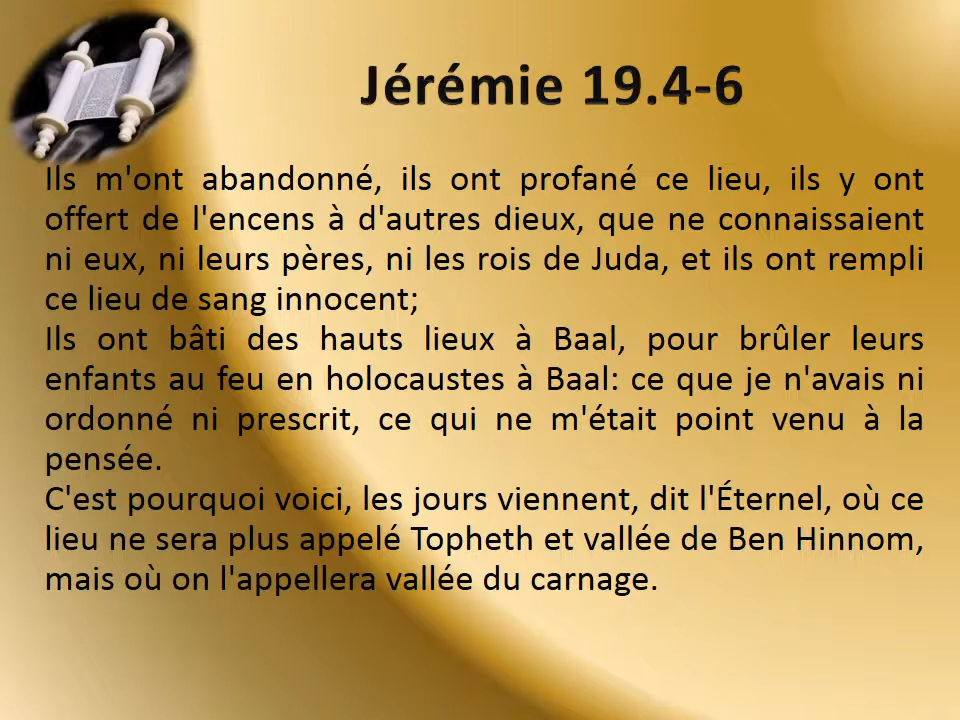 Jérémie 19.4-6
Ils m'ont abandonné, ils ont profané ce lieu, ils y ont
offert de l'encens à d'autres dieux, que ne connaissaient
ni eux, ni leurs pères, ni les rois de Juda, et ils ont rempli
ce lieu de sang innocent;
Ils ont bâti des hauts lieux à Baal, pour brûler leurs
enfants au feu en holocaustes à Baal: ce que je n'avais ni
ordonné ni prescrit, ce qui ne m'était point venu à la
pensée.
C'est pourquoi voici, les jours viennent, dit l'Éternel, où ce
lieu ne sera plus appelé Topheth et vallée de Ben Hinnom,
mais où on l'appellera vallée du carnage.